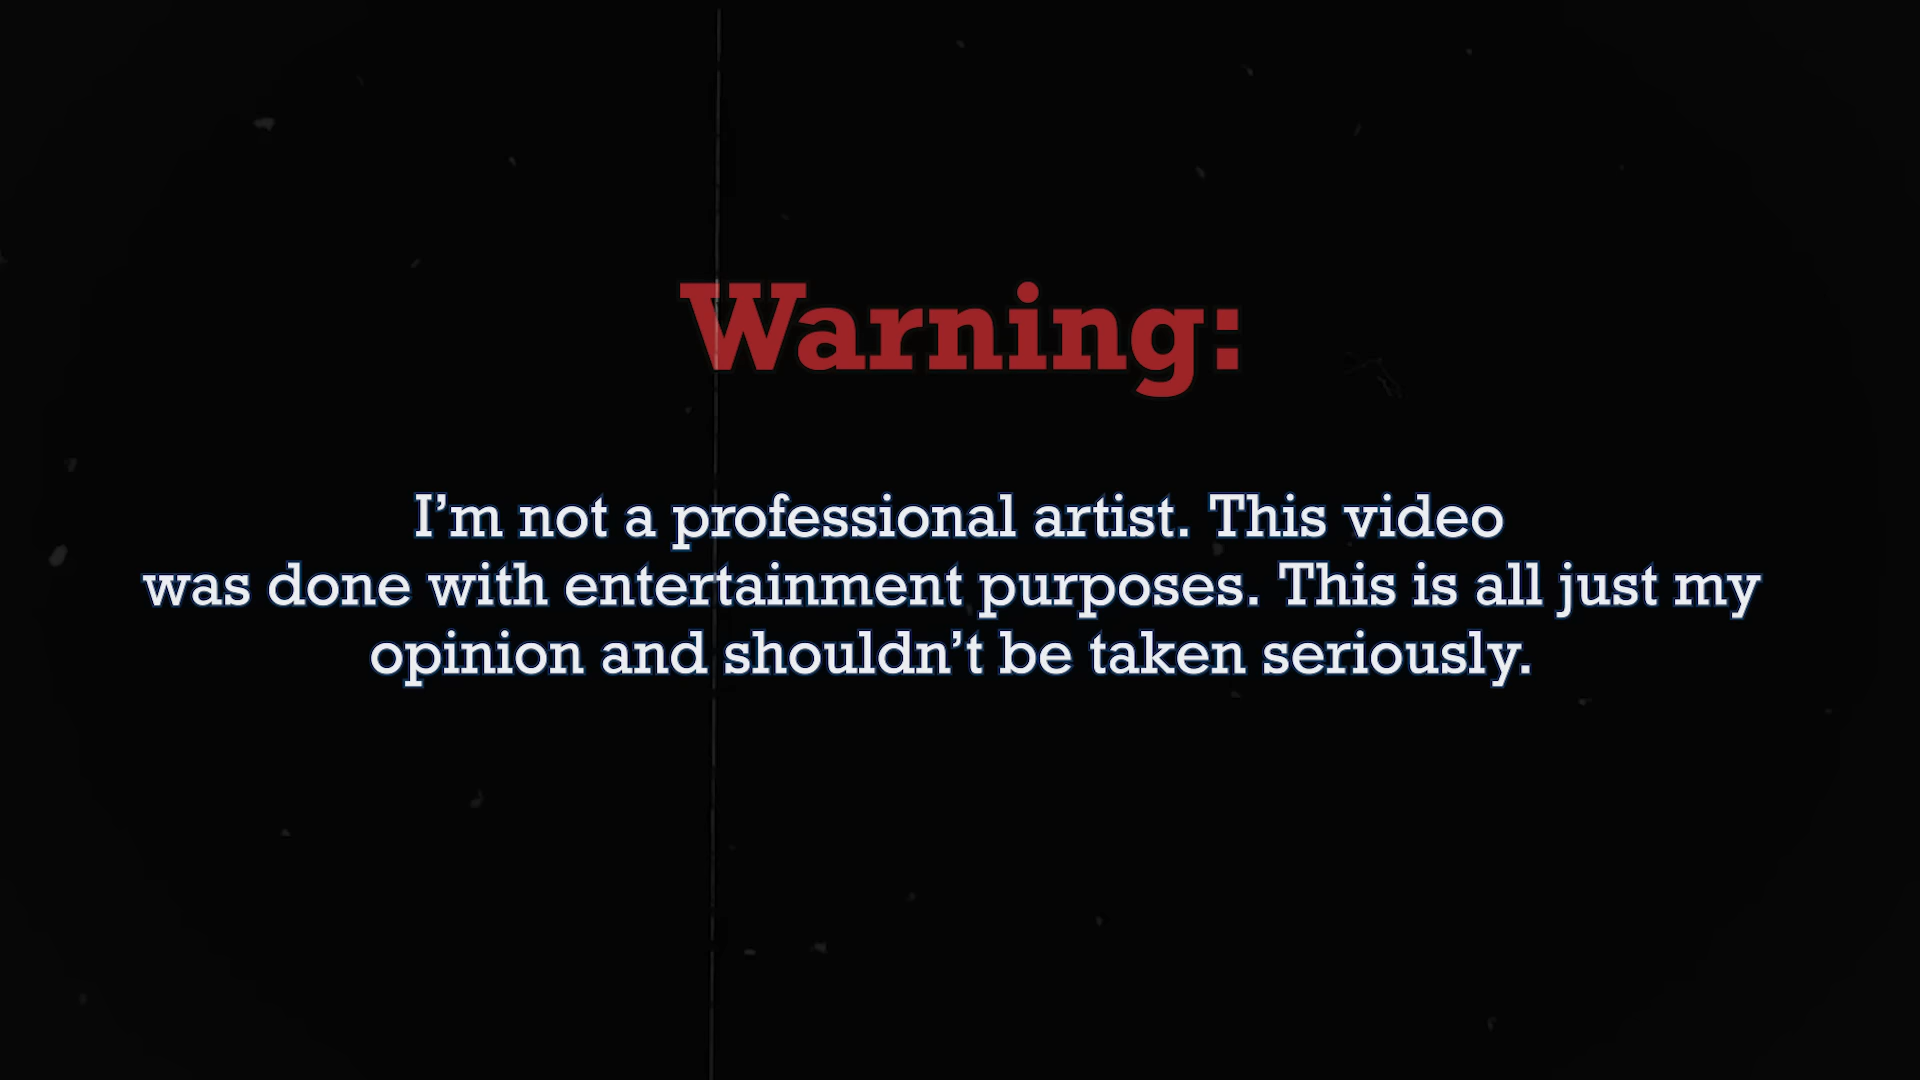 Warning:
I’m not a professional artist. This video
was done with entertainment purposes. This is all just my
opinion and shouldn’t be taken seriously.